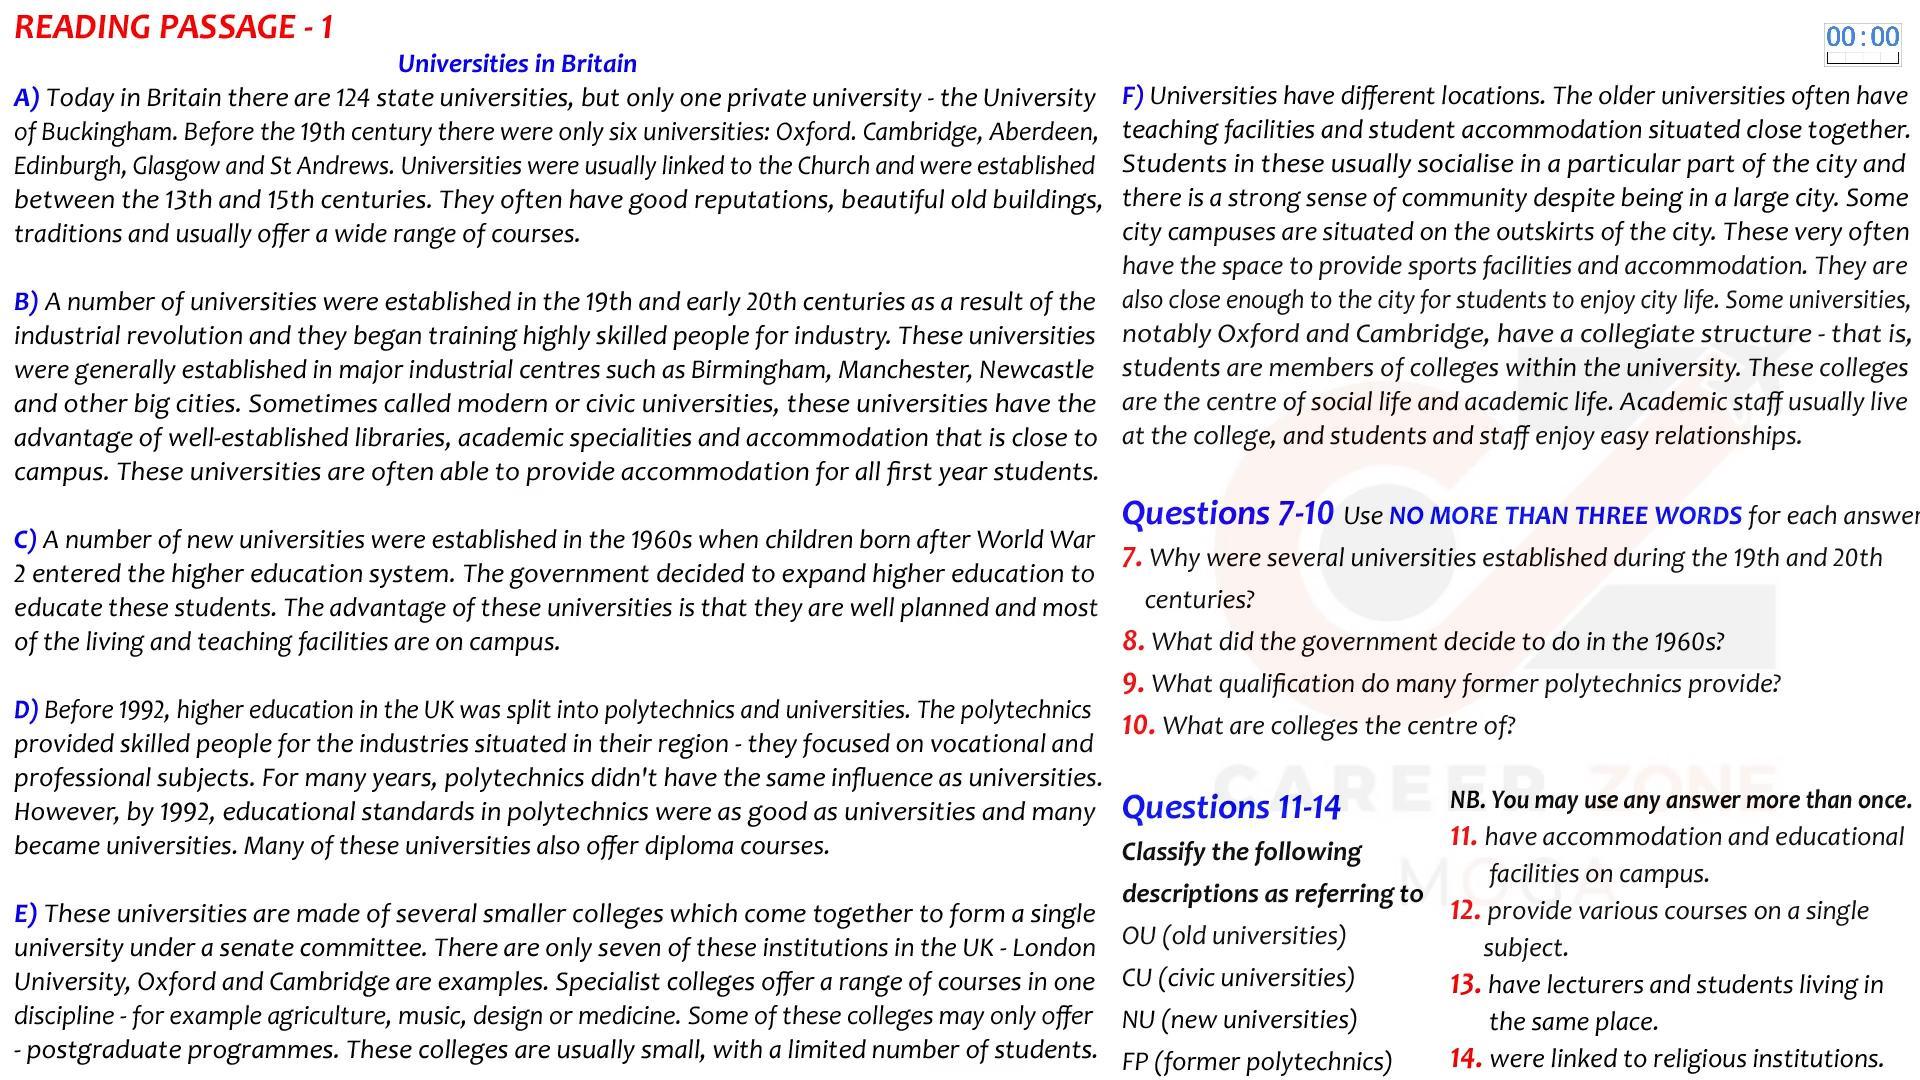 READING PASSAGE - 1
00:00
Universities in Britain
A) Today in Britain there are 124 state universities, but only one private university - the University
of Buckingham. Before the 19th century there were only six universities: Oxford. Cambridge, Aberdeen,
Edinburgh, Glasgow and St Andrews. Universities were usually linked to the Church and were established
between the 13th and 15th centuries. They often have good reputations, beautiful old buildings,
traditions and usually offer a wide range of courses.
B) A number of universities were established in the 19th and early 20th centuries as a result of the
industrial revolution and they began training highly skilled people for industry. These universities
were generally established in major industrial centres such as Birmingham, Manchester, Newcastle
and other big cities. Sometimes called modern or civic universities, these universities have the
advantage of well-established libraries, academic specialities and accommodation that is close to
campus. These universities are often able to provide accommodation for all first year students.
C) A number of new universities were established in the 1960s when children born after World War
2 entered the higher education system. The government decided to expand higher education to
educate these students. The advantage of these universities is that they are well planned and most
of the living and teaching facilities are on campus.
D) Before 1992, higher education in the UK was split into polytechnics and universities. The polytechnics
provided skilled people for the industries situated in their region - they focused on vocational and
professional subjects. For many years, polytechnics didn't have the same influence as universities.
However, by 1992, educational standards in polytechnics were as good as universities and many
became universities. Many of these universities also offer diploma courses.
E) These universities are made of several smaller colleges which come together to form a single
university under a senate committee. There are only seven of these institutions in the UK - London
University, Oxford and Cambridge are examples. Specialist colleges offer a range of courses in one
discipline - for example agriculture, music, design or medicine. Some of these colleges may only offer
- postgraduate programmes. These colleges are usually small, with a limited number of students.
F) Universities have different locations. The older universities often have
teaching facilities and student accommodation situated close together.
Students in these usually socialise in a particular part of the city and
there is a strong sense of community despite being in a large city. Some
city campuses are situated on the outskirts of the city. These very often
have the space to provide sports facilities and accommodation. They are
also close enough to the city for students to enjoy city life. Some universities,
notably Oxford and Cambridge, have a collegiate structure - that is,
students are members of colleges within the university. These colleges
are the centre of social life and academic life. Academic staff usually live
at the college, and students and staff enjoy easy relationships.
Questions 7-10 Use NO MORE THAN THREE WORDS for each answer
7. Why were several universities established during the 19th and 20th
centuries?
8. What did the government decide to do in the 1960s?
9. What qualification do many former polytechnics provide?
10. What are colleges the centre of?
CAREER ZONE
MOGA
Questions 11-14
Classify the following
descriptions as referring to
OU (old universities)
CU (civic universities)
NU (new universities)
FP (former polytechnics)
NB. You may use any answer more than once.
11. have accommodation and educational
facilities on campus.
12. provide various courses on a single
subject.
13. have lecturers and students living in
the same place.
14. were linked to religious institutions.